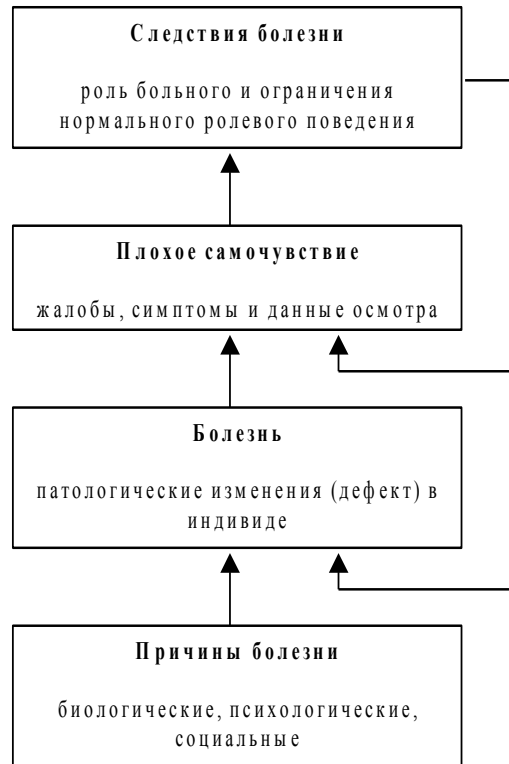 Следствия болезни
роль больного и ограничения
нормального ролевого поведения
Плохое самочувствие
жалобы, симптомы и данные осмотра
Болезнь
патологические изменения (дефект) в
индивиде
Причины болезни
биологические, психологические,
социальные